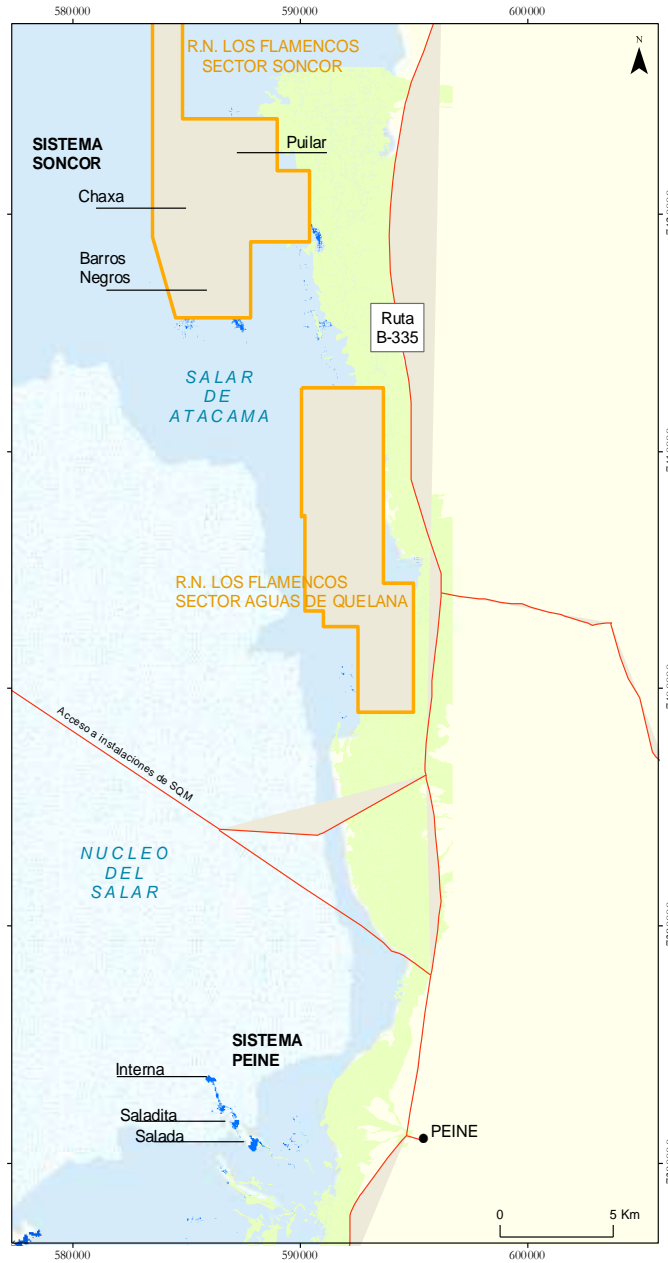 580000
590000
600000
R.N. LOS FLAMENCOS
SECTOR SONCOR
N
SISTEMA
SONCOR
Puilar
Chaxa
Barros
Negros
Ruta
B-335
SALAR
DE
ATACAMA
R.N. LOS FLAMENCOS
SECTOR AGUAS DE QUELANA
Acceso a instalaciones de SQM
NUCLEO
DEL
SALAR
SISTEMA
PEINE
Interna
Saladita
Salada
PEINE
0
5 Km
580000
590000
600000